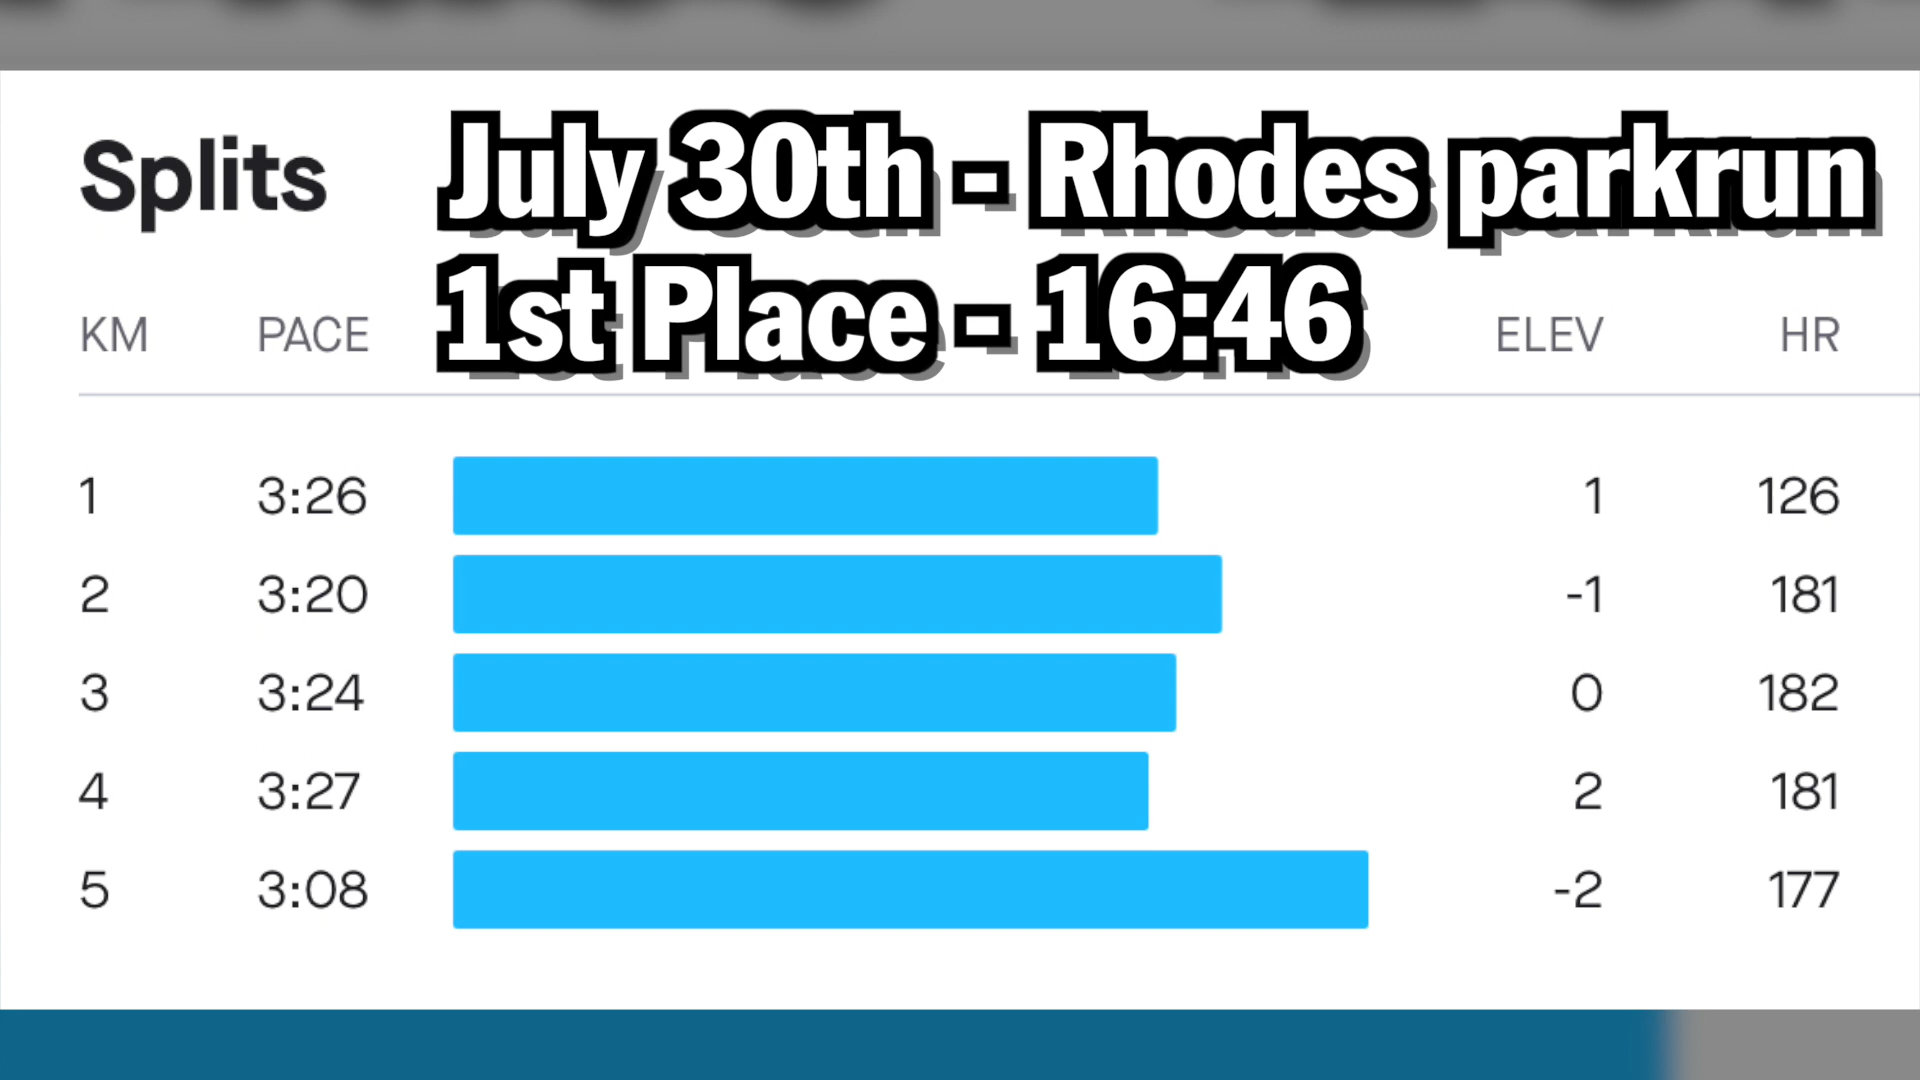 Splits
July 30th - Rhodes parkrun
1st Place - 16:46
KM PACE ELEV HR
1 3:26 1 126
2 3:20 -1 181
3 3:24 0 182
4 3:27 2 181
5 3:08 -2 177